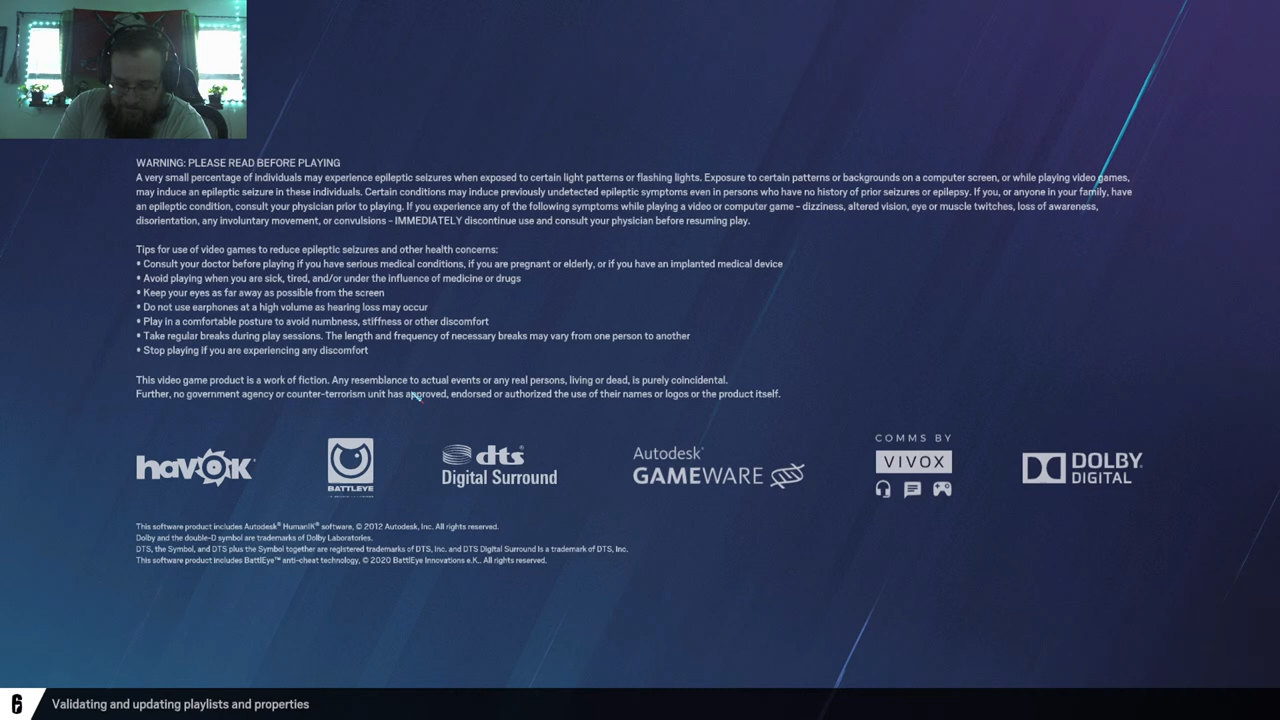 WARNING: PLEASE READ BEFORE PLAYING
A very small percentage of individuals may experience epileptic seizures when exposed to certain light patterns or flashing lights. Exposure to certain patterns or backgrounds on a computer screen, or while playing video games,
may induce an epileptic seizure in these individuals. Certain conditions may induce previously undetected epileptic symptoms even in persons who have no history of prior seizures or epilepsy. If you, or anyone in your family, have
an epileptic condition, consult your physician prior to playing. If you experience any of the following symptoms while playing a video or computer game - dizziness, altered vision, eye or muscle twitches, loss of awareness,
disorientation, any involuntary movement, or convulsions - IMMEDIATELY discontinue use and consult your physician before resuming play.
Tips for use of video games to reduce epileptic seizures and other health concerns:
• Consult your doctor before playing if you have serious medical conditions, if you are pregnant or elderly, or if you have an implanted medical device
• Avoid playing when you are sick, tired, and/or under the influence of medicine or drugs
• Keep your eyes as far away as possible from the screen
• Do not use earphones at a high volume as hearing loss may occur
• Play in a comfortable posture to avoid numbness, stiffness or other discomfort
• Take regular breaks during play sessions. The length and frequency of necessary breaks may vary from one person to another
• Stop playing if you are experiencing any discomfort
This video game product is a work of fiction. Any resemblance to actual events or any real persons, living or dead, is purely coincidental.
Further, no government agency or counter-terrorism unit has approved, endorsed or authorized the use of their names or logos or the product itself.
COMMS BY
havok
BATTLEYE
dts
Digital Surround
Autodesk®
GAMEWARE
VIVOX
DOLBY
DIGITAL
This software product includes Autodesk® HumanIK® software, © 2012 Autodesk, Inc. All rights reserved.
Dolby and the double-D symbol are trademarks of Dolby Laboratories.
DTS, the Symbol, and DTS plus the Symbol together are registered trademarks of DTS, Inc. and DTS Digital Surround is a trademark of DTS, Inc.
This software product includes BattlEye™ anti-cheat technology, © 2020 BattlEye Innovations e.K.. All rights reserved.
6 Validating and updating playlists and properties